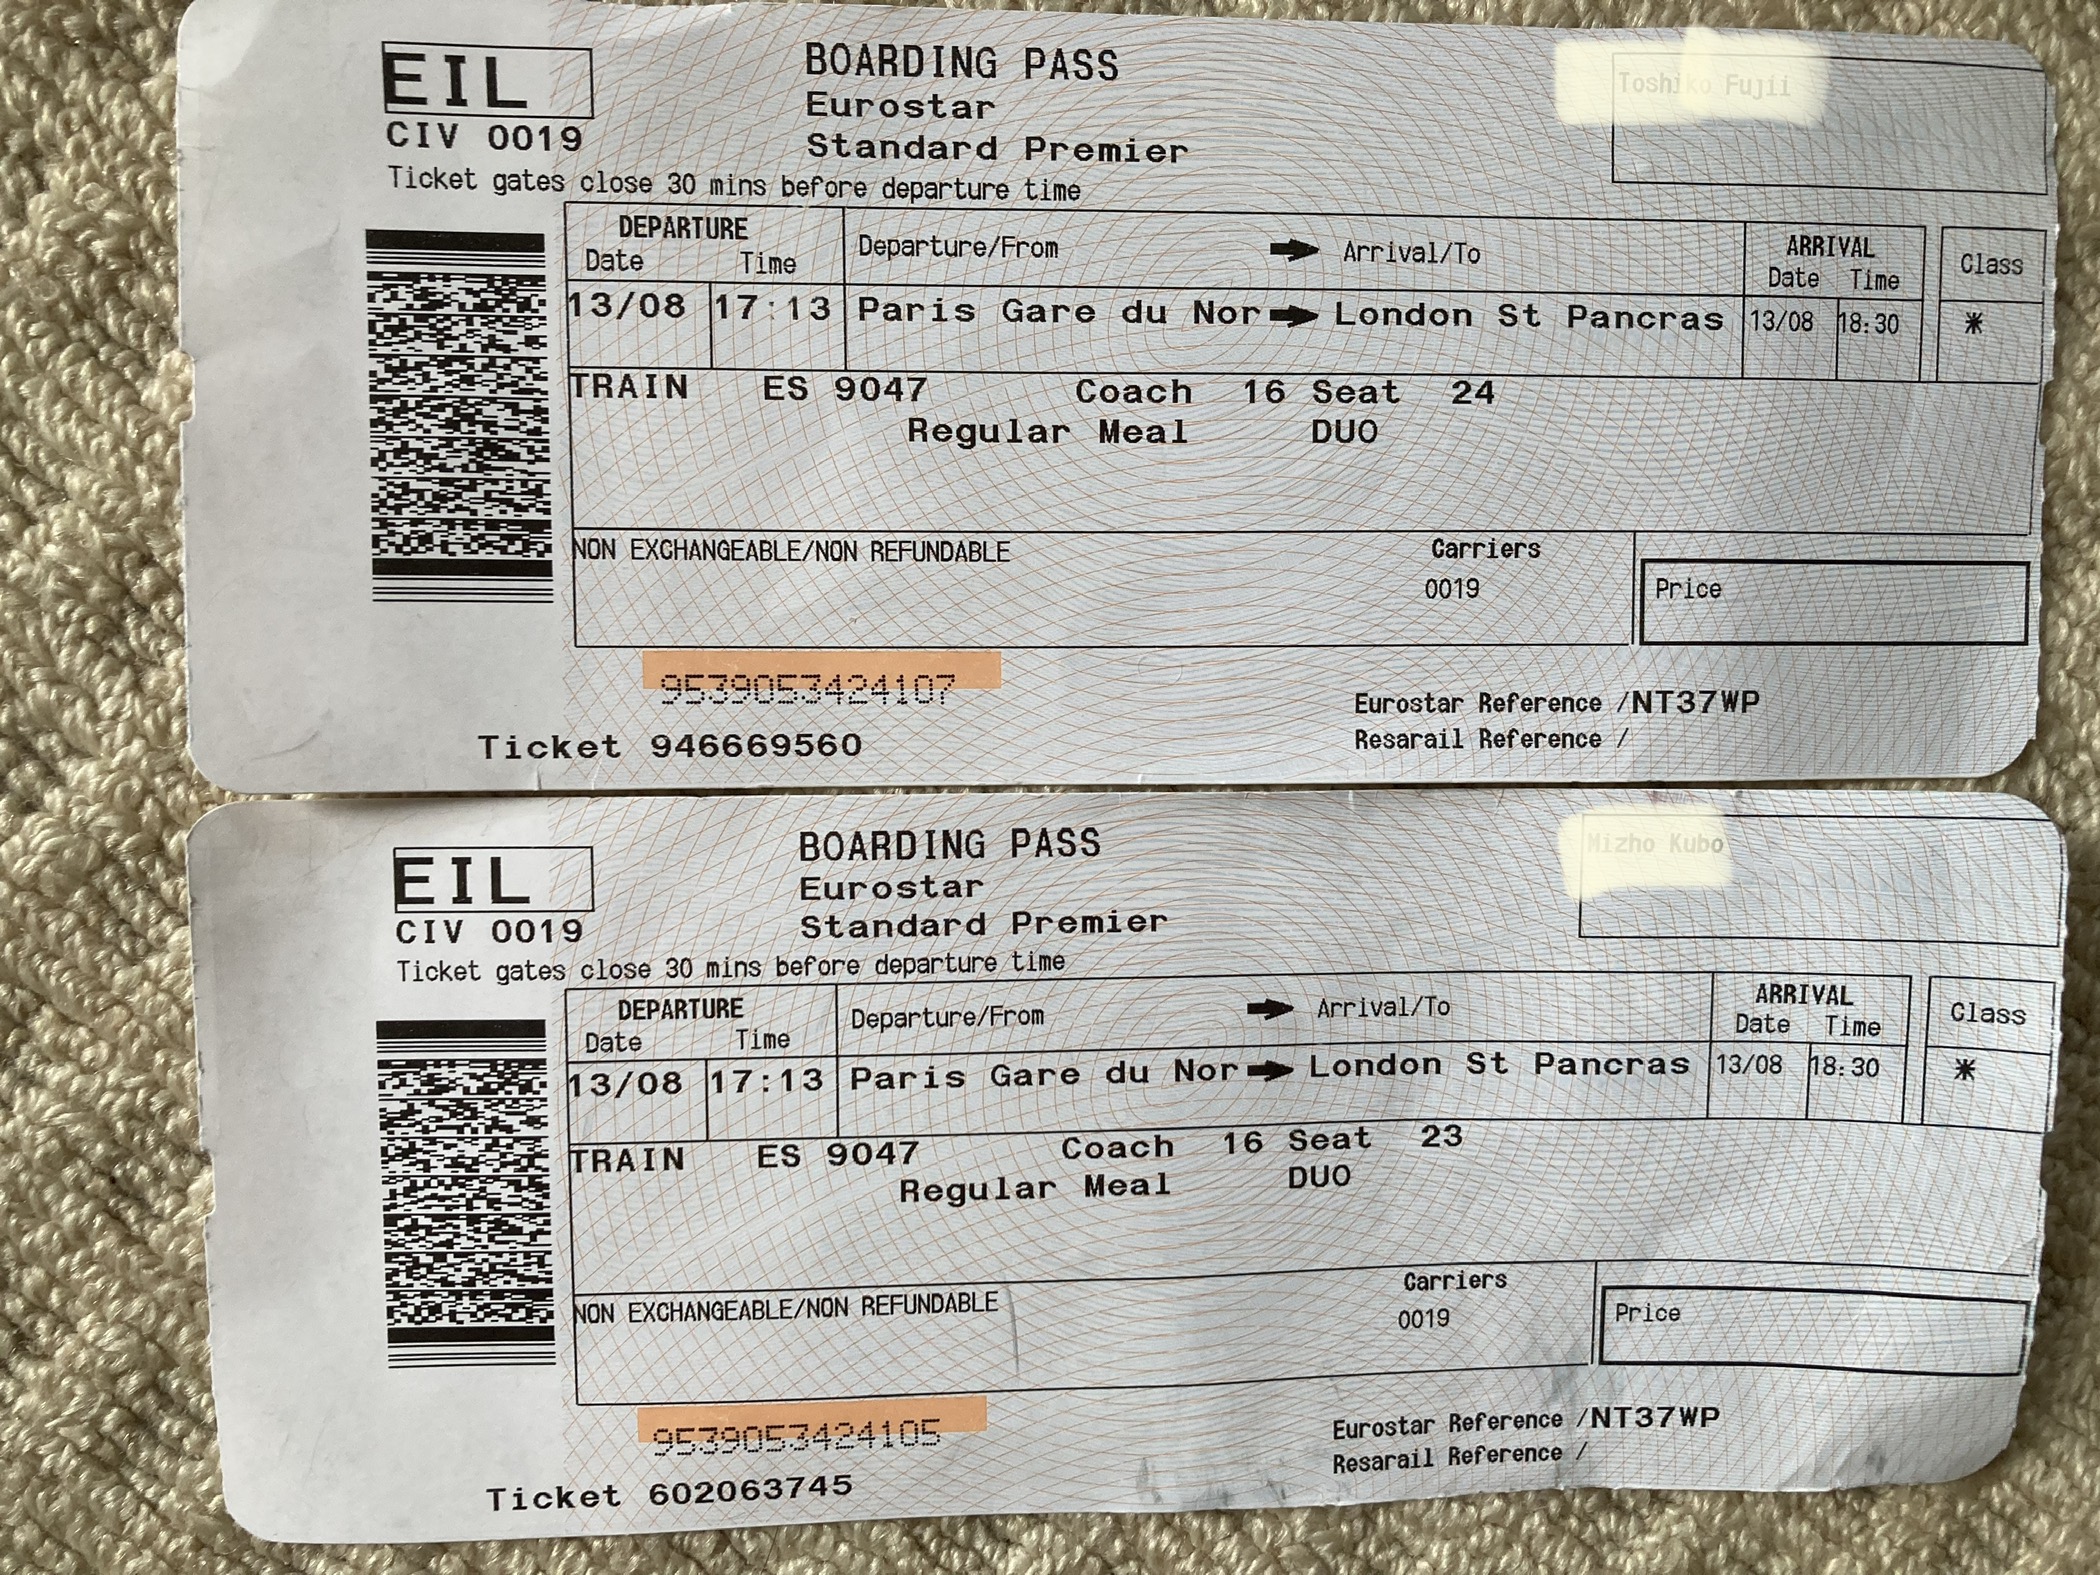 EIL
CIV 0019
BOARDING PASS
Eurostar
Standard Premier
Toshiko Fujii
Ticket gates close 30 mins before departure time
DEPARTURE
Date Time
Departure/From → Arrival/To
ARRIVAL
Date Time
Class
13/08 17:13 Paris Gare du Nor → London St Pancras 13/08 18:30 *
TRAIN ES 9047 Coach 16 Seat 24
Regular Meal DUO
NON EXCHANGEABLE/NON REFUNDABLE
Carriers
0019
Price
9539053424107
Ticket 946669560
Eurostar Reference /NT37WP
Resarail Reference /
EIL
CIV 0019
BOARDING PASS
Eurostar
Standard Premier
Mizho Kubo
Ticket gates close 30 mins before departure time
DEPARTURE
Date Time
Departure/From → Arrival/To
ARRIVAL
Date Time
Class
13/08 17:13 Paris Gare du Nor → London St Pancras 13/08 18:30 *
TRAIN ES 9047 Coach 16 Seat 23
Regular Meal DUO
NON EXCHANGEABLE/NON REFUNDABLE
Carriers
0019
Price
9539053424105
Ticket 602063745
Eurostar Reference /NT37WP
Resarail Reference /